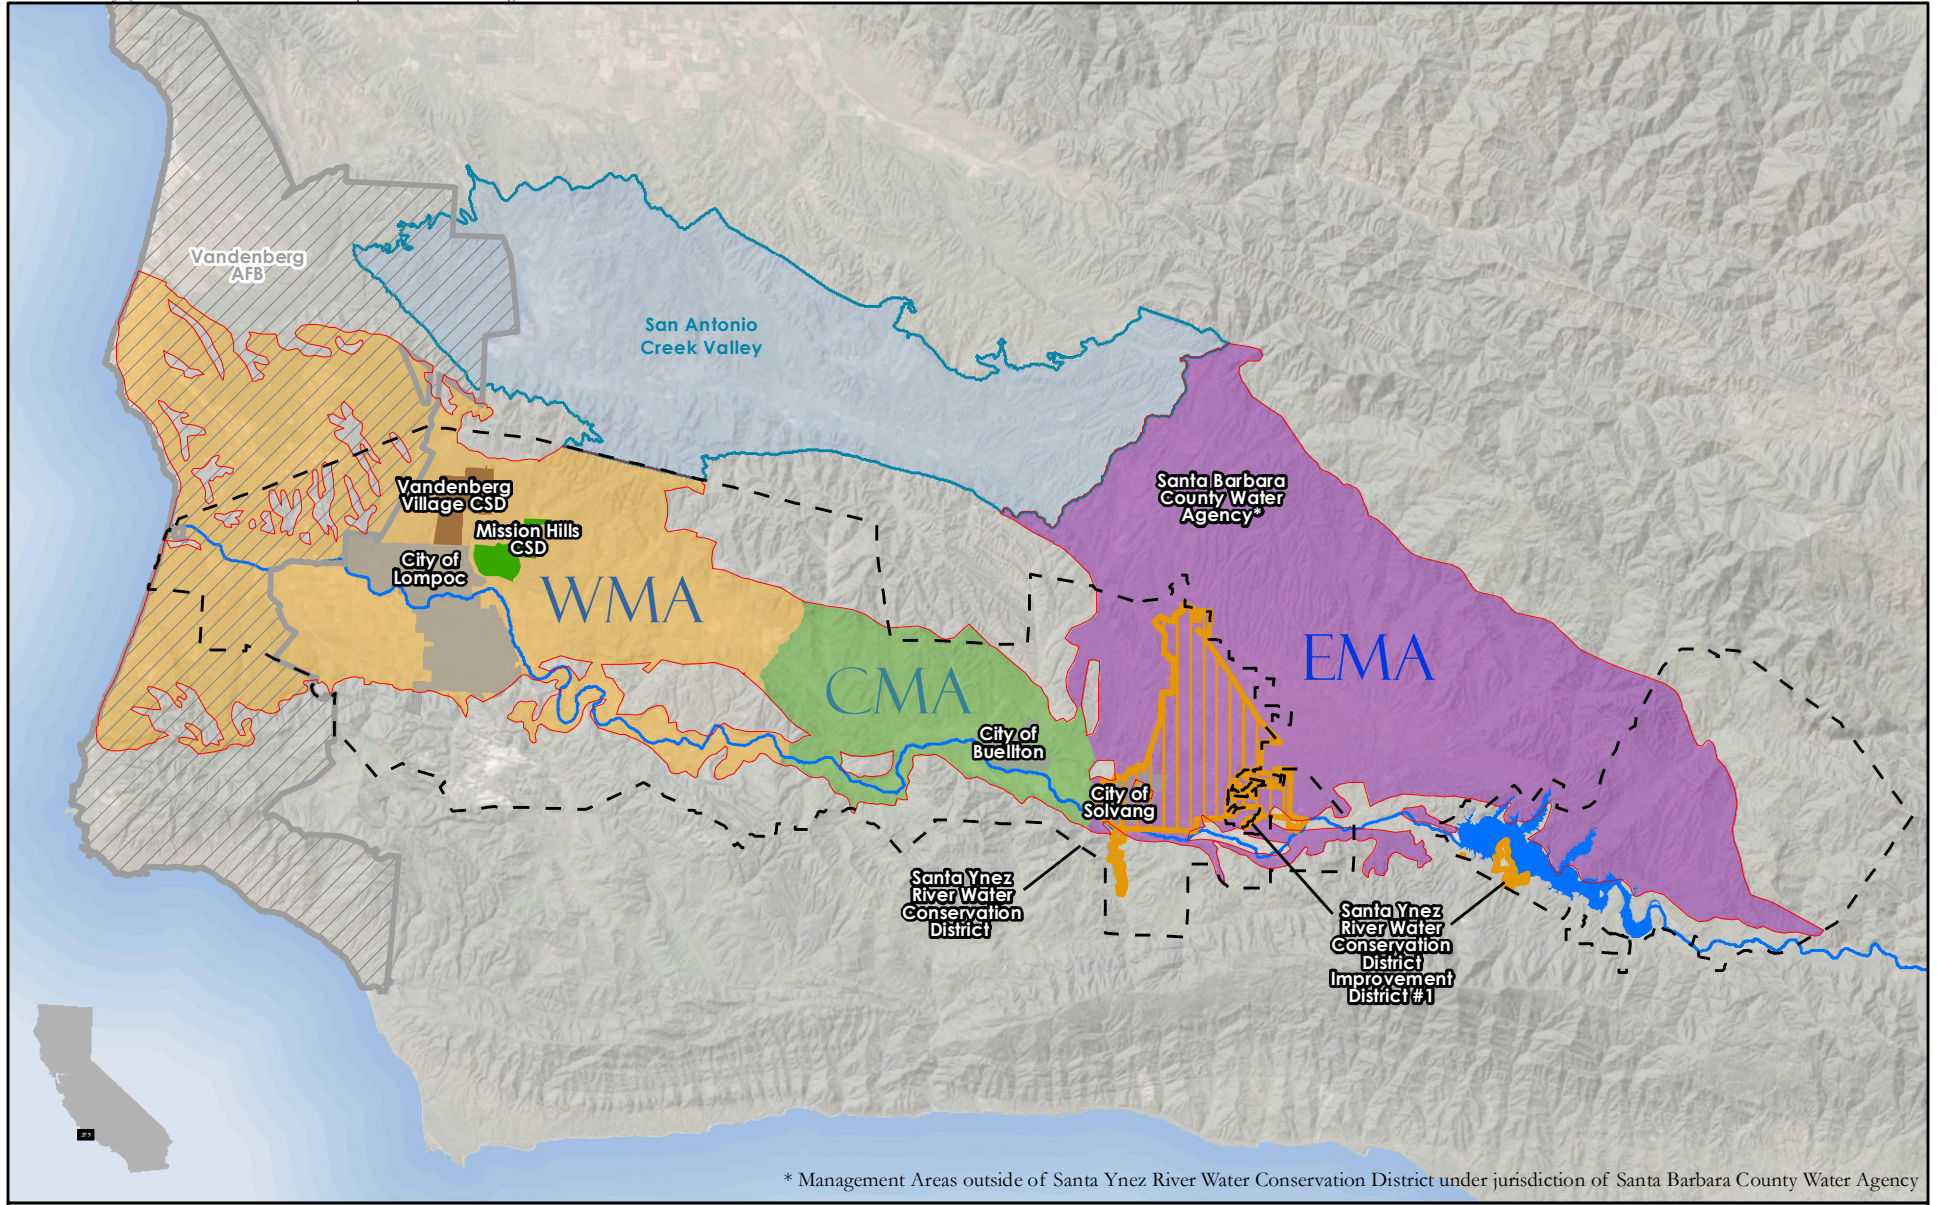 Vandenberg
AFB
San Antonio
Creek Valley
Santa Barbara
County Water
Agency*
Vandenberg
Village CSD
Mission Hills
CSD
City of
Lompoc
WMA
CMA
EMA
City of
Buellton
City of
Solvang
Santa Ynez
River Water
Conservation
District
Santa Ynez
River Water
Conservation
District
Improvement
District #1
* Management Areas outside of Santa Ynez River Water Conservation District under jurisdiction of Santa Barbara County Water Agency